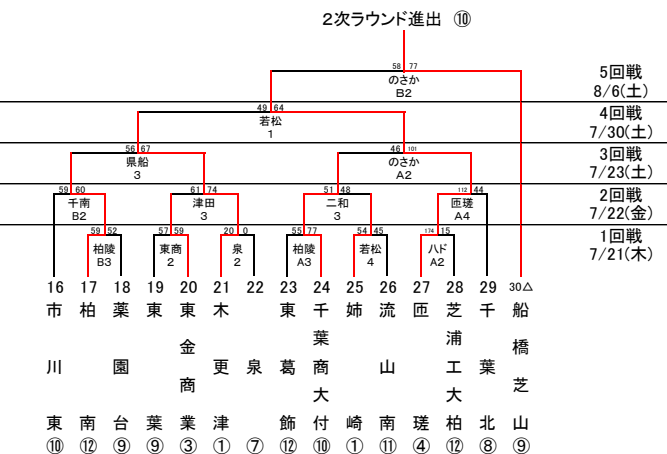 2次ラウンド進出 ⑩
58 77
のさか
B2
5回戦
8/6(土)
49 64
若松
1
4回戦
7/30(土)
56 67
県船
3
46 101
のさか
A2
3回戦
7/23(土)
59 60
千南
B2
61 74
津田
3
51 48
二和
3
112 44
匝瑳
A4
2回戦
7/22(金)
59 52
柏陵
B3
57 59
東商
2
20 0
泉
2
55 77
柏陵
A3
54 45
若松
4
174 15
ハド
A2
1回戦
7/21(木)
16 17 18 19 20 21 22 23 24 25 26 27 28 29 30△
市川東⑩
柏南⑫
薬園台⑨
東葉⑨
東金商業③
木更津①
泉⑦
東葛飾⑫
千葉商大付⑩
姉崎①
流山南⑪
匝瑳④
芝浦工大柏⑫
千葉北⑧
船橋芝山⑨